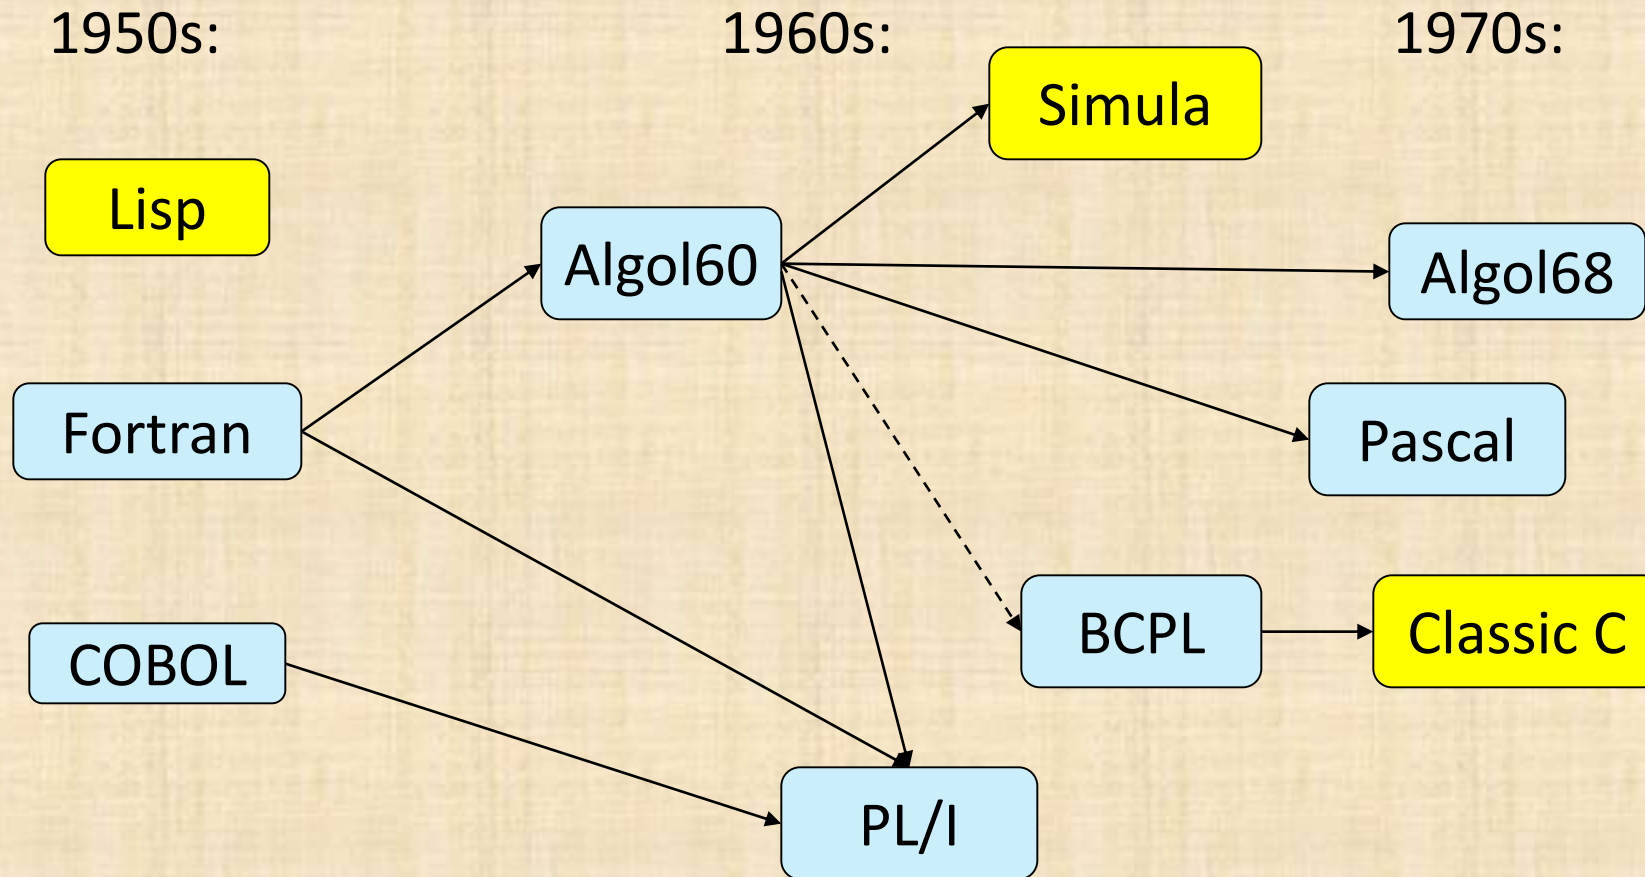 1950s:
1960s:
1970s:
Simula
Lisp
Algol60
Algol68
Fortran
Pascal
BCPL
Classic C
COBOL
PL/I